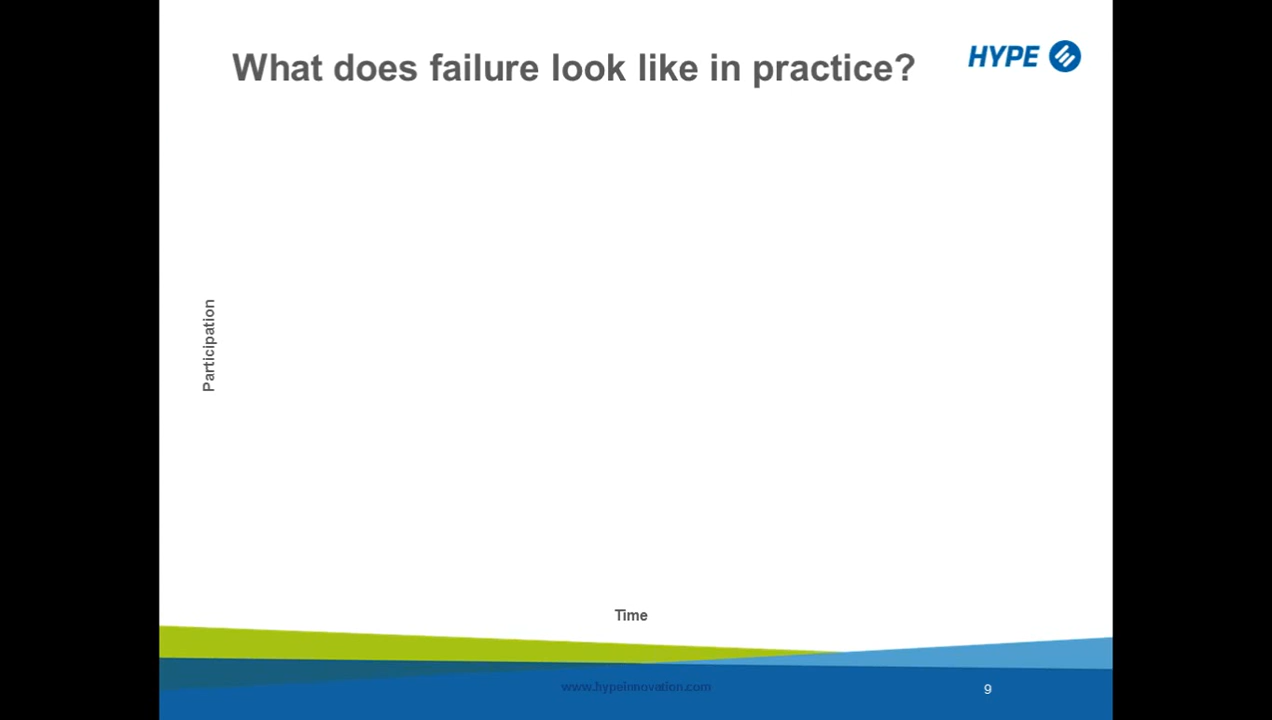 What does failure look like in practice?
HYPE
Participation
Time
www.hypeinnovation.com
9